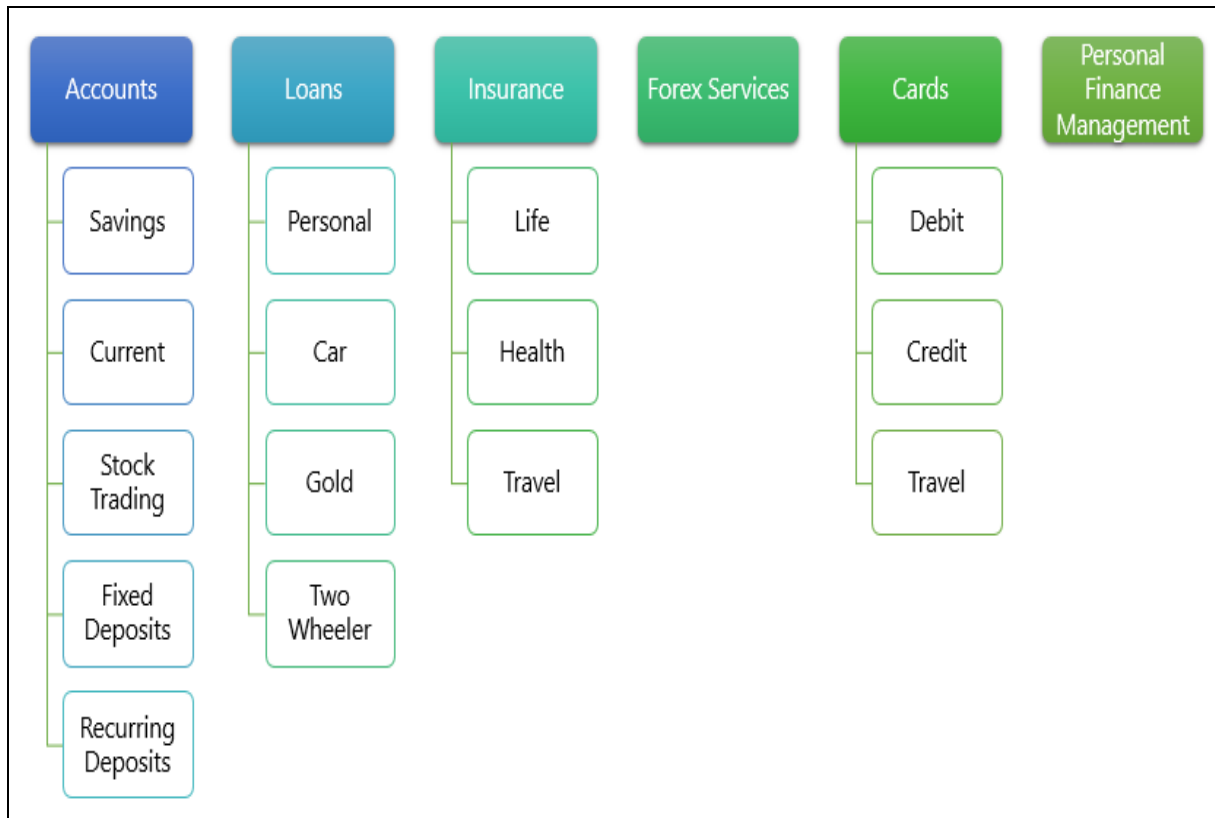 Accounts
Savings
Current
Stock
Trading
Fixed
Deposits
Recurring
Deposits
Loans
Personal
Car
Gold
Two
Wheeler
Insurance
Life
Health
Travel
Forex Services
Cards
Debit
Credit
Travel
Personal
Finance
Management